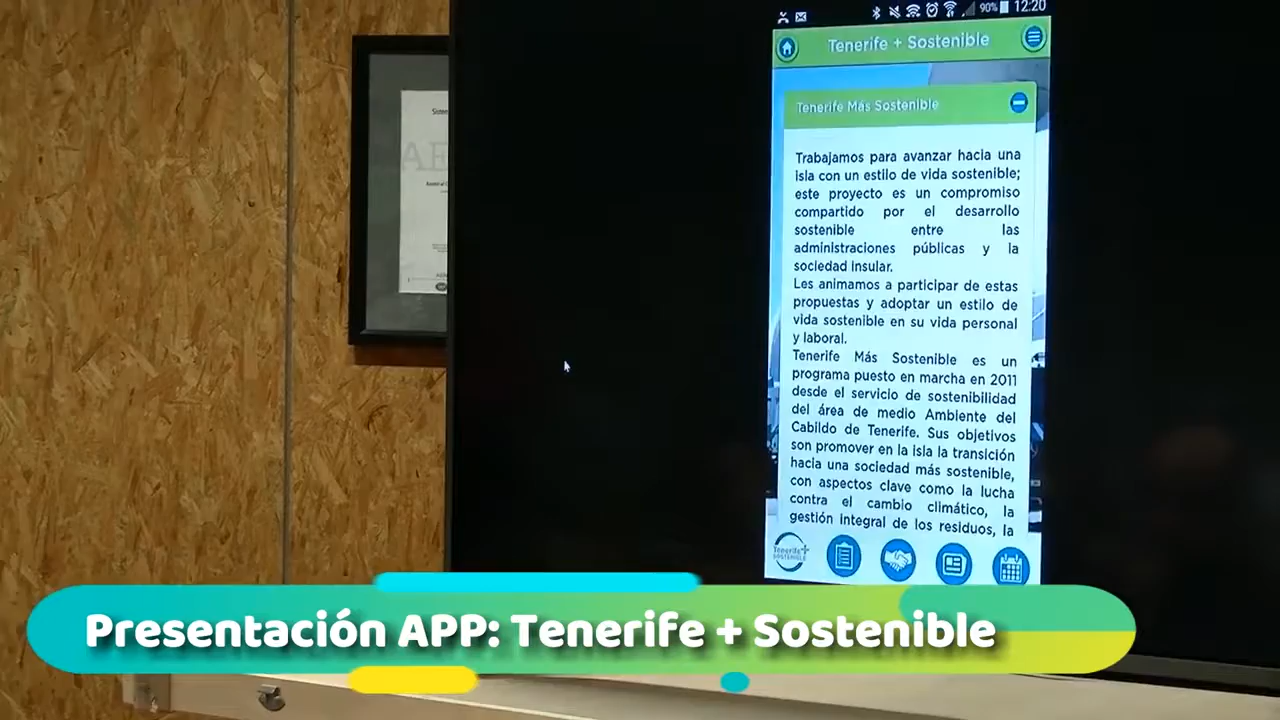 90% 12:20
Tenerife + Sostenible
Tenerife Más Sostenible
Trabajamos para avanzar hacia una
isla con un estilo de vida sostenible;
este proyecto es un compromiso
compartido por el desarrollo
sostenible entre las
administraciones públicas y la
sociedad insular.
Les animamos a participar de estas
propuestas y adoptar un estilo de
vida sostenible en su vida personal
y laboral.
Tenerife Más Sostenible es un
programa puesto en marcha en 2011
desde el servicio de sostenibilidad
del área de medio Ambiente del
Cabildo de Tenerife. Sus objetivos
son promover en la isla la transición
hacia una sociedad más sostenible,
con aspectos clave como la lucha
contra el cambio climático, la
gestión integral de los residuos, la
Tenerife+
SOSTENIBLE
Presentación APP: Tenerife + Sostenible